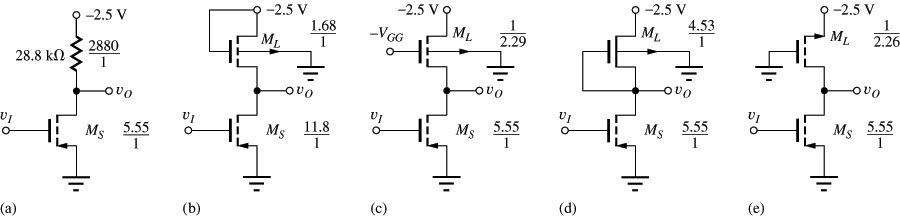 −2.5 V
28.8 kΩ 2880/1
v_O
v_I
M_S 5.55/1
(a)
−2.5 V
M_L 1.68/1
v_O
v_I
M_S 11.8/1
(b)
−2.5 V
−V_GG M_L 1/2.29
v_O
v_I
M_S 5.55/1
(c)
−2.5 V
M_L 4.53/1
v_O
v_I
M_S 5.55/1
(d)
−2.5 V
M_L 1/2.26
v_O
v_I
M_S 5.55/1
(e)